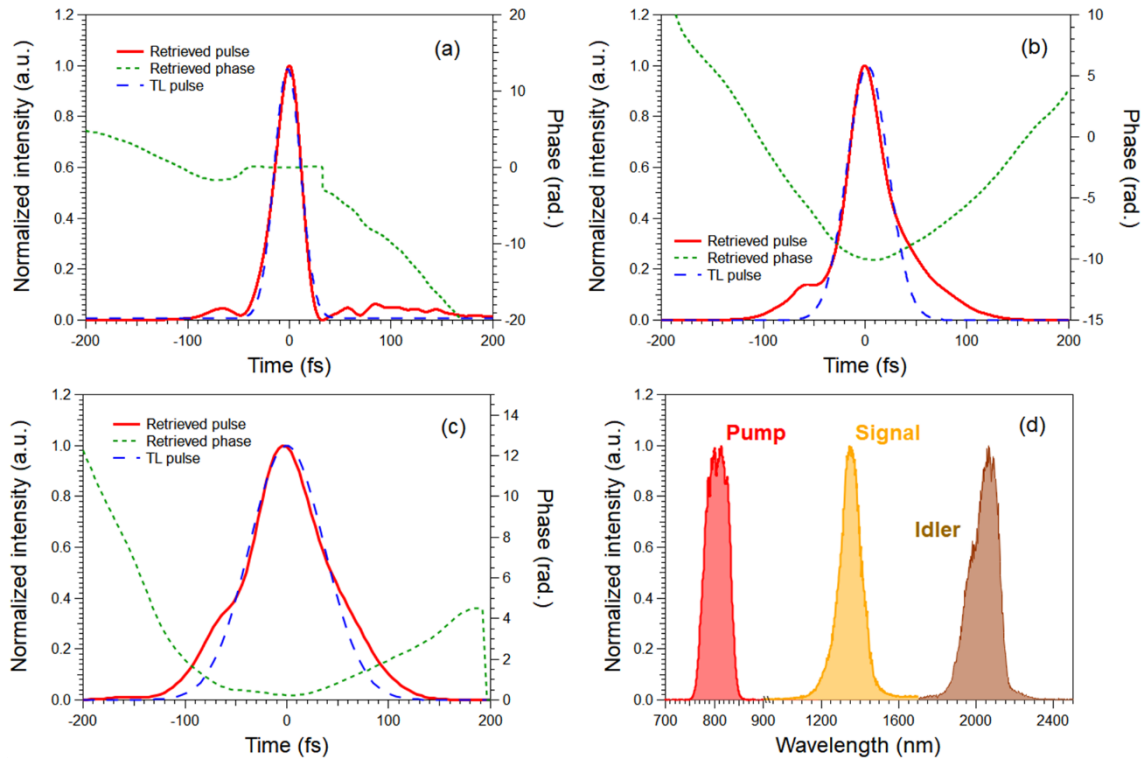 (a)
Retrieved pulse
Retrieved phase
TL pulse
Normalized intensity (a.u.)
1.2
1.0
0.8
0.6
0.4
0.2
0.0
-200 -100 0 100 200
Time (fs)
20
10
0
-10
-20
Phase (rad.)
(b)
Retrieved pulse
Retrieved phase
TL pulse
Normalized intensity (a.u.)
1.2
1.0
0.8
0.6
0.4
0.2
0.0
-200 -100 0 100 200
Time (fs)
10
5
0
-5
-10
-15
Phase (rad.)
(c)
Retrieved pulse
Retrieved phase
TL pulse
Normalized intensity (a.u.)
1.2
1.0
0.8
0.6
0.4
0.2
0.0
-200 -100 0 100 200
Time (fs)
14
12
10
8
6
4
2
0
Phase (rad.)
(d)
Pump
Signal
Idler
Normalized intensity (a.u.)
1.2
1.0
0.8
0.6
0.4
0.2
0.0
700 800 900 1200 1600 2000 2400
Wavelength (nm)